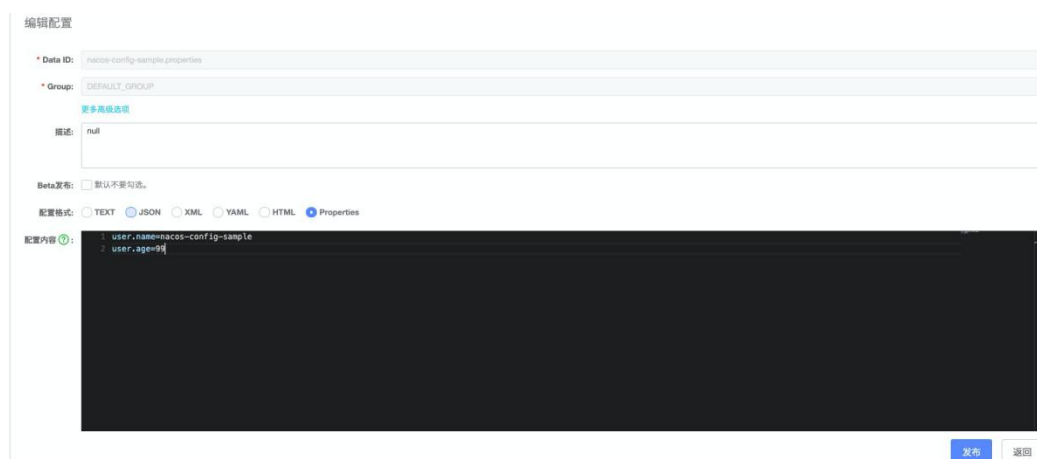 编辑配置
* Data ID: nacos-config-sample.properties
* Group: DEFAULT_GROUP
更多高级选项
描述: null
Beta发布: 默认不要勾选。
配置格式: TEXT JSON XML YAML HTML Properties
配置内容 ? :
1 user.name=nacos-config-sample
2 user.age=99
发布 返回